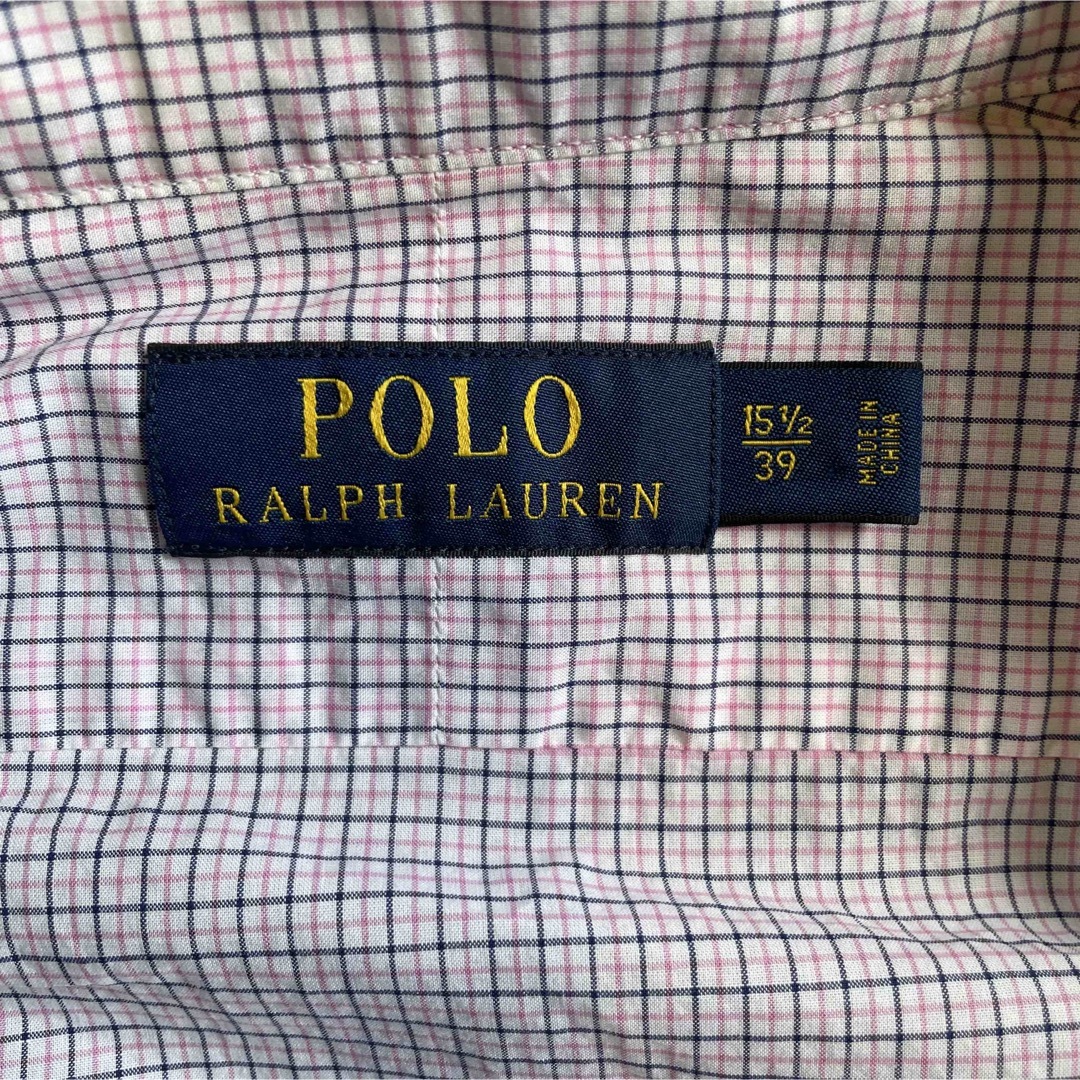 POLO
RALPH LAUREN
15 ½
39
MADE IN
CHINA